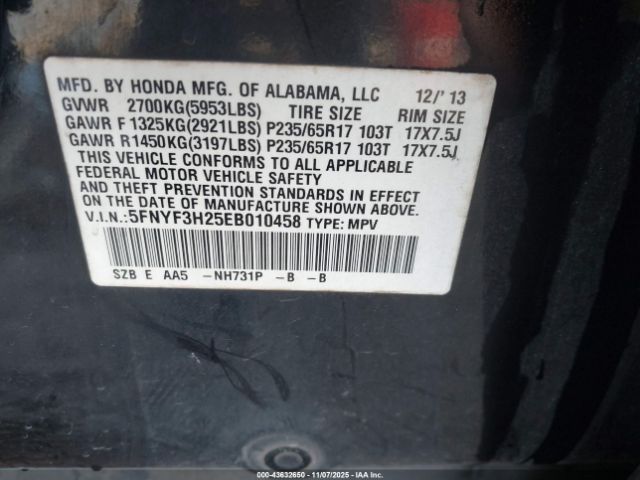 MFD. BY HONDA MFG. OF ALABAMA, LLC 12/'13
GVWR 2700KG(5953LBS) TIRE SIZE RIM SIZE
GAWR F 1325KG(2921LBS) P235/65R17 103T 17X7.5J
GAWR R 1450KG(3197LBS) P235/65R17 103T 17X7.5J
THIS VEHICLE CONFORMS TO ALL APPLICABLE
FEDERAL MOTOR VEHICLE SAFETY
AND THEFT PREVENTION STANDARDS IN EFFECT
ON THE DATE OF MANUFACTURE SHOWN ABOVE.
V.I.N.: 5FNYF3H25EB010458 TYPE: MPV
SZB E AA5 -NH731P -B -B
000-43632650 - 11/07/2025 - IAAI.COM